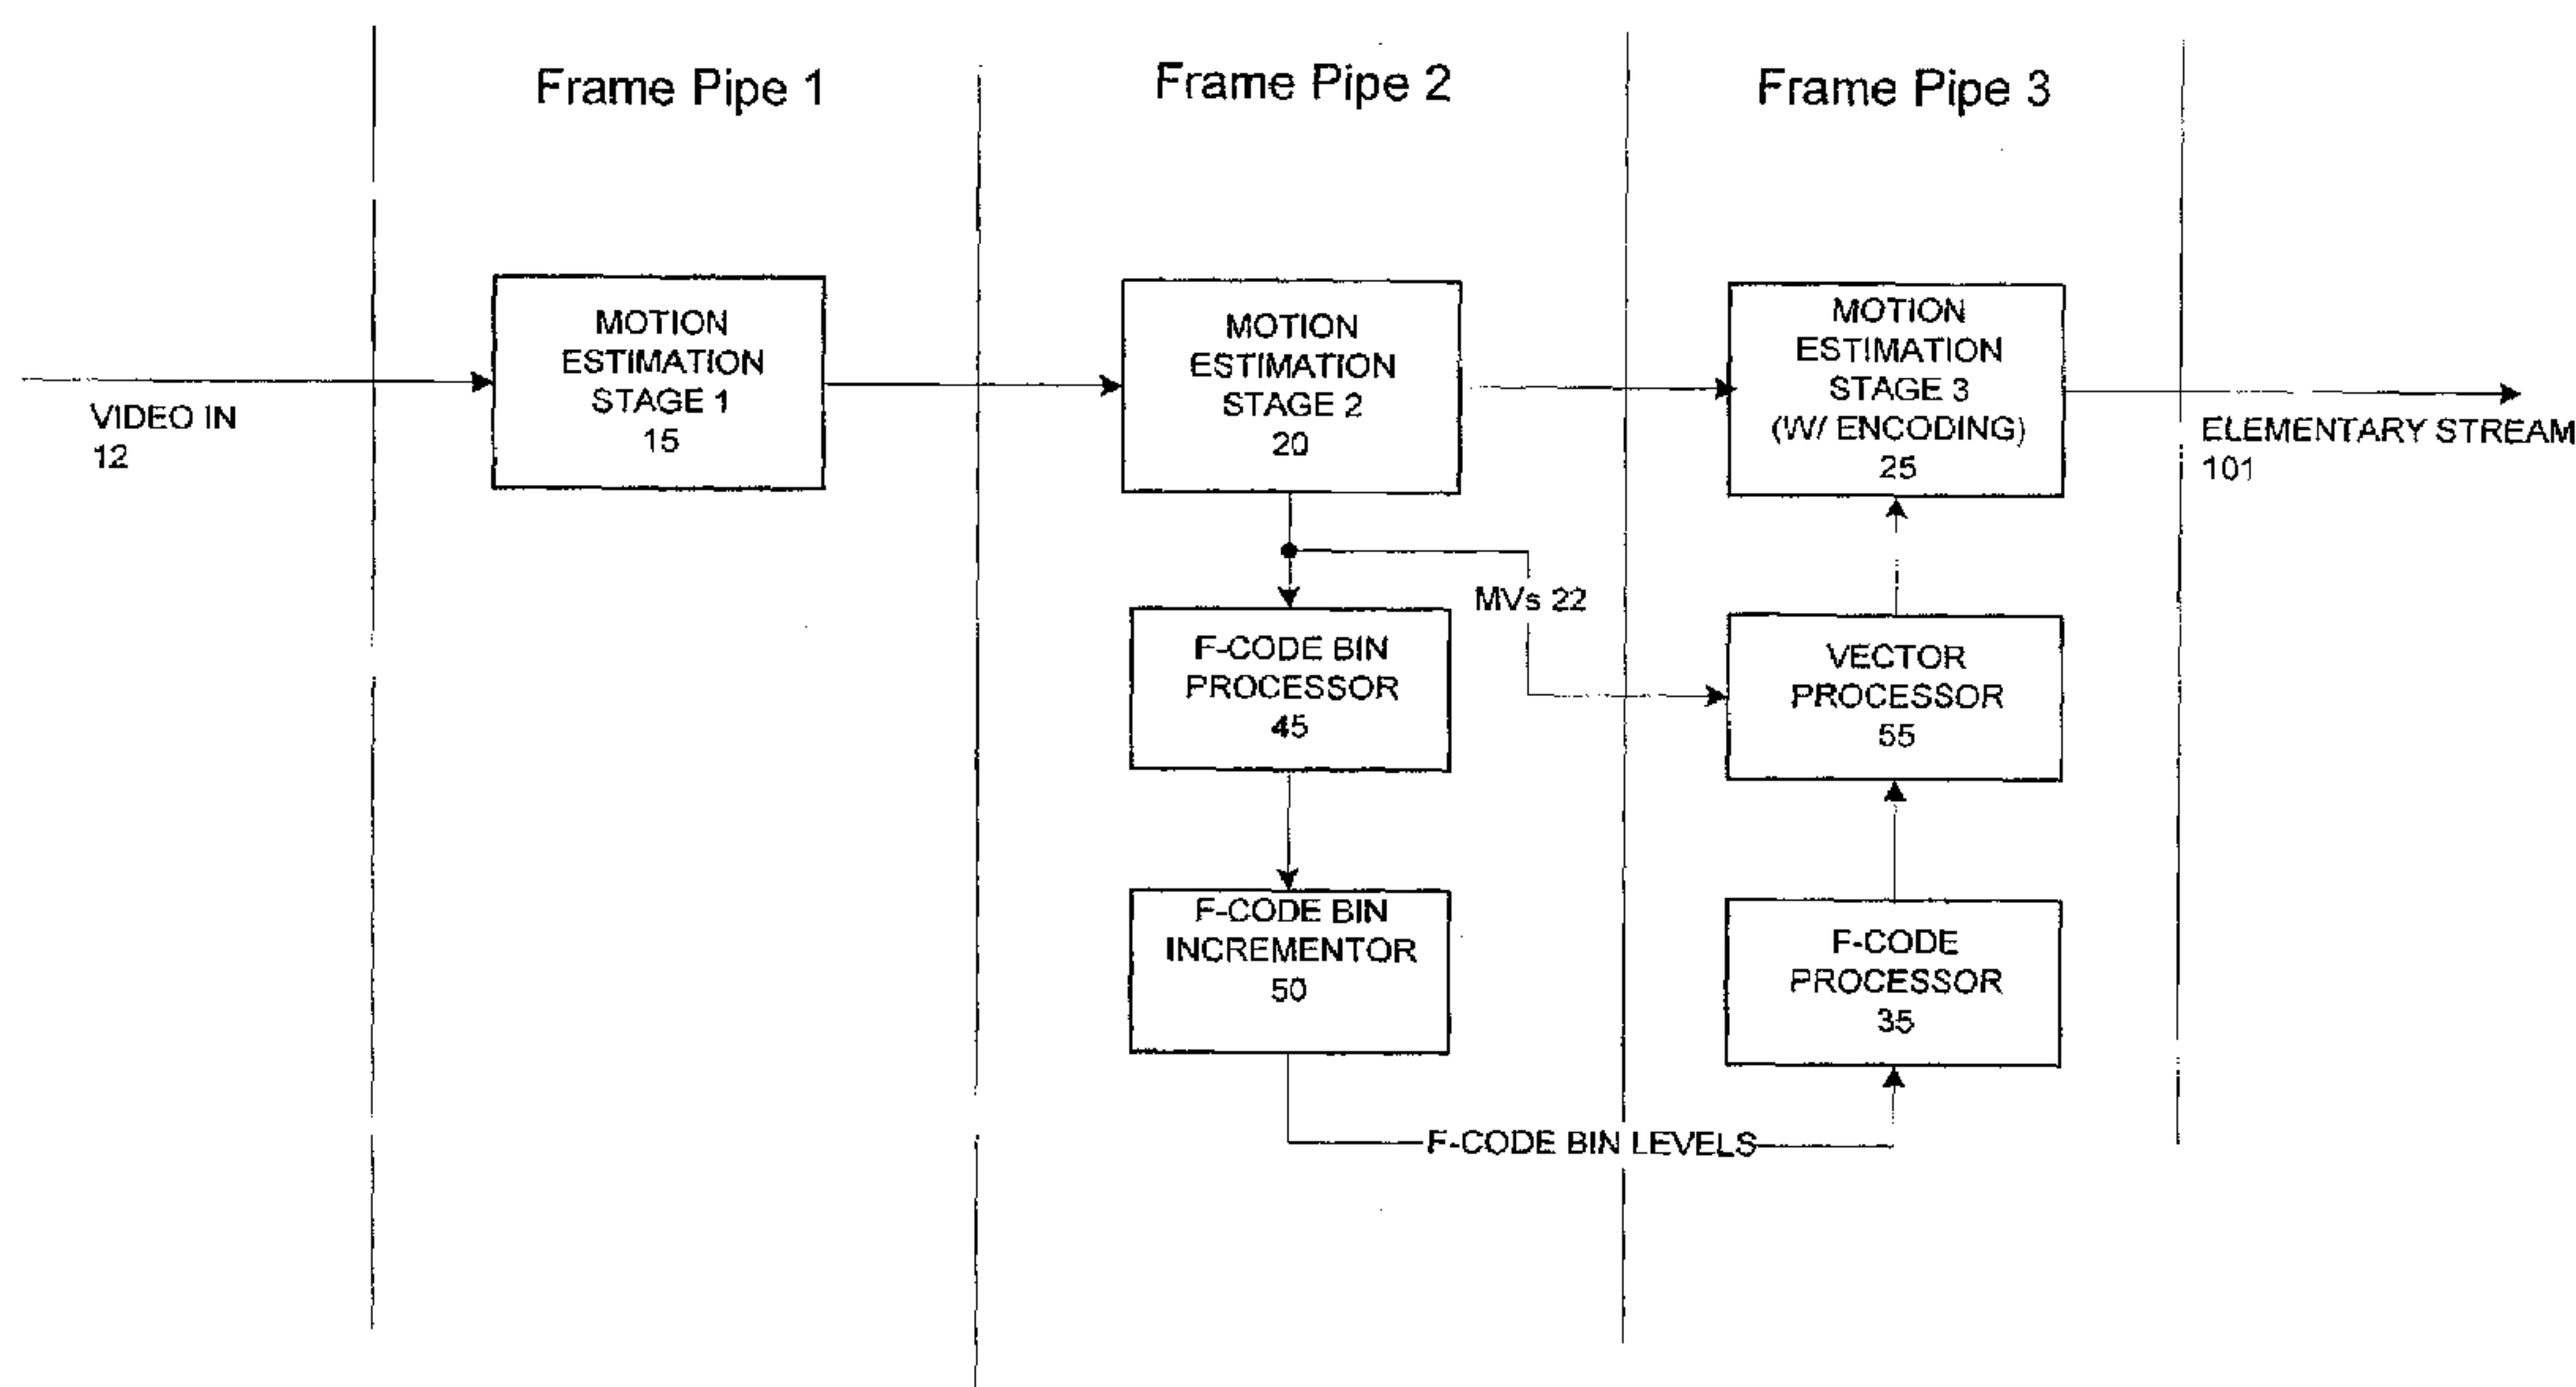 Frame Pipe 1
Frame Pipe 2
Frame Pipe 3
VIDEO IN
12
MOTION
ESTIMATION
STAGE 1
15
MOTION
ESTIMATION
STAGE 2
20
MOTION
ESTIMATION
STAGE 3
(W/ ENCODING)
25
ELEMENTARY STREAM
101
MVs 22
F-CODE BIN
PROCESSOR
45
VECTOR
PROCESSOR
55
F-CODE BIN
INCREMENTOR
50
F-CODE
PROCESSOR
35
F-CODE BIN LEVELS